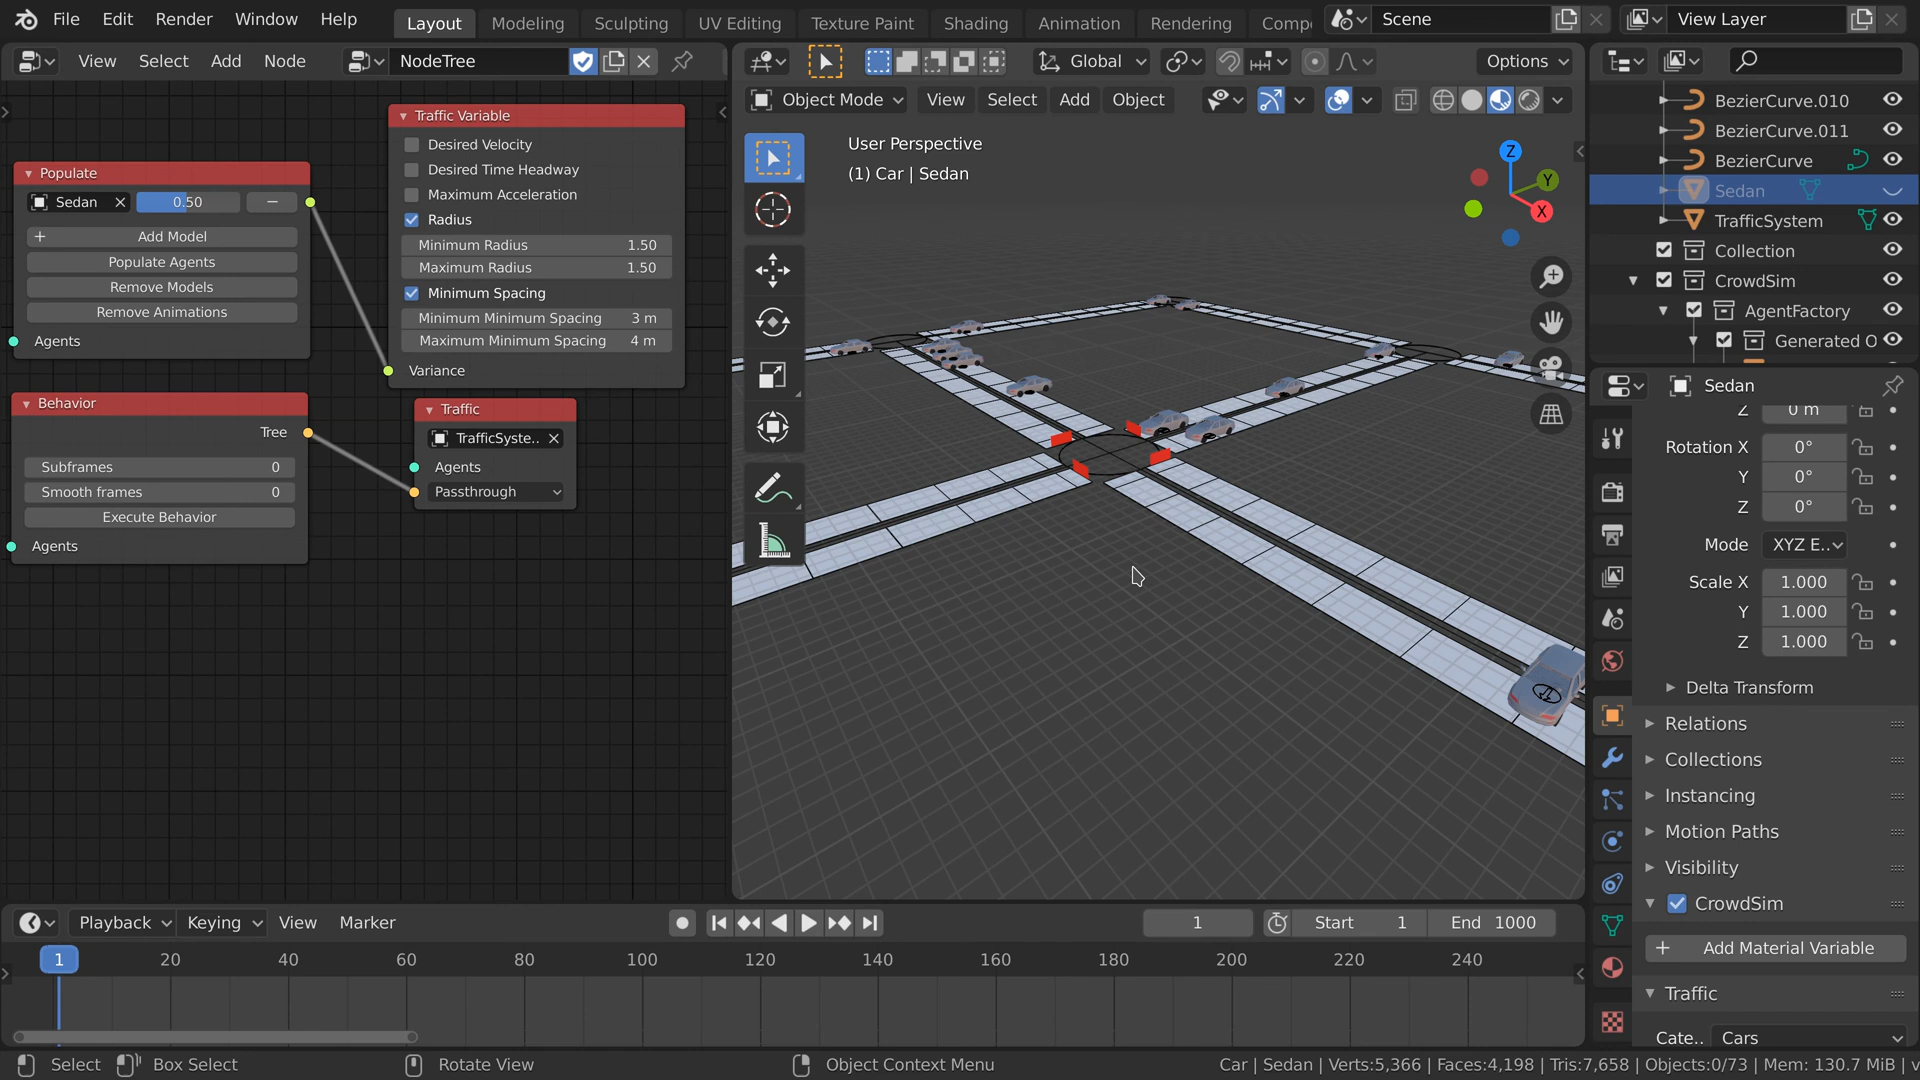 File Edit Render Window Help
Layout Modeling Sculpting UV Editing Texture Paint Shading Animation Rendering Comp
Scene
View Layer
View Select Add Node
NodeTree
Global
Options
Object Mode View Select Add Object
Populate
Sedan 0.50
Add Model
Populate Agents
Remove Models
Remove Animations
Agents
Traffic Variable
Desired Velocity
Desired Time Headway
Maximum Acceleration
Radius
Minimum Radius 1.50
Maximum Radius 1.50
Minimum Spacing
Minimum Minimum Spacing 3 m
Maximum Minimum Spacing 4 m
Variance
Behavior
Tree
Subframes 0
Smooth frames 0
Execute Behavior
Agents
Traffic
TrafficSyste..
Agents
Passthrough
User Perspective
(1) Car | Sedan
Z
Y
X
BezierCurve.010
BezierCurve.011
BezierCurve
Sedan
TrafficSystem
Collection
CrowdSim
AgentFactory
Generated O
Sedan
Z 0 m
Rotation X 0°
Y 0°
Z 0°
Mode XYZ E..
Scale X 1.000
Y 1.000
Z 1.000
Delta Transform
Relations
Collections
Instancing
Motion Paths
Visibility
CrowdSim
Add Material Variable
Traffic
Cate.. Cars
Playback Keying View Marker
1
Start 1
End 1000
1 20 40 60 80 100 120 140 160 180 200 220 240
Select Box Select Rotate View Object Context Menu
Car | Sedan | Verts:5,366 | Faces:4,198 | Tris:7,658 | Objects:0/73 | Mem: 130.7 MiB | v